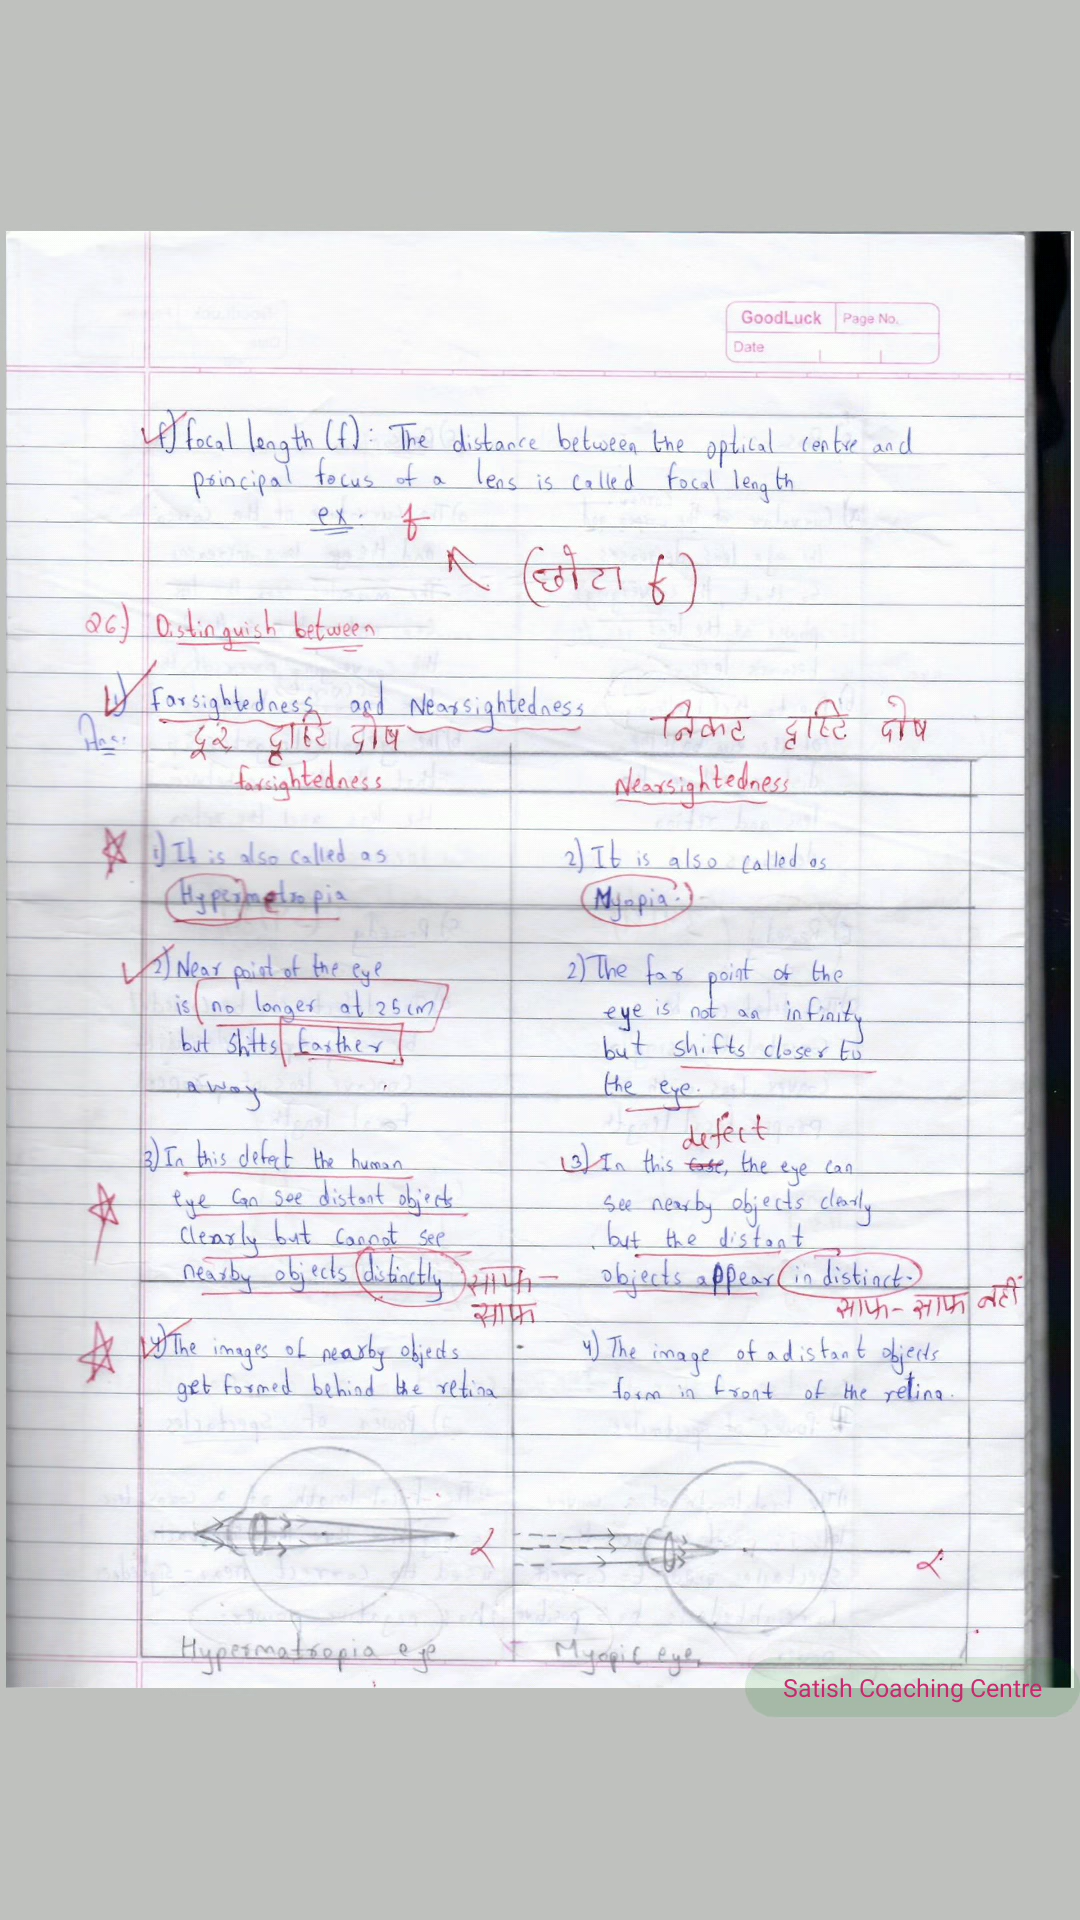 GoodLuck Page No.
Date
f) focal length (f): The distance between the optical centre and
principal focus of a lens is called focal length
ex. f
(छोटा f)
26.) Distinguish between
1) Farsightedness and Nearsightedness
Ans: दूर दृष्टि दोष निकट दृष्टि दोष
farsightedness
Nearsightedness
1) It is also called as
Hypermetropia
2) It is also called as
Myopia.
2) Near point of the eye
is no longer at 25cm
but shifts farther
away
2) The far point of the
eye is not an infinity
but shifts closer to
the eye.
3) In this defect the human
eye can see distant objects
clearly but cannot see
nearby objects distinctly साफ-
साफ
defect
3) In this case, the eye can
see nearby objects clearly
but the distant
objects appear in distinct.
साफ-साफ नहीं
4) The images of nearby objects
get formed behind the retina
4) The image of a distant objects
form in front of the retina.
Hypermatropia eye
Myopic eye.
Satish Coaching Centre